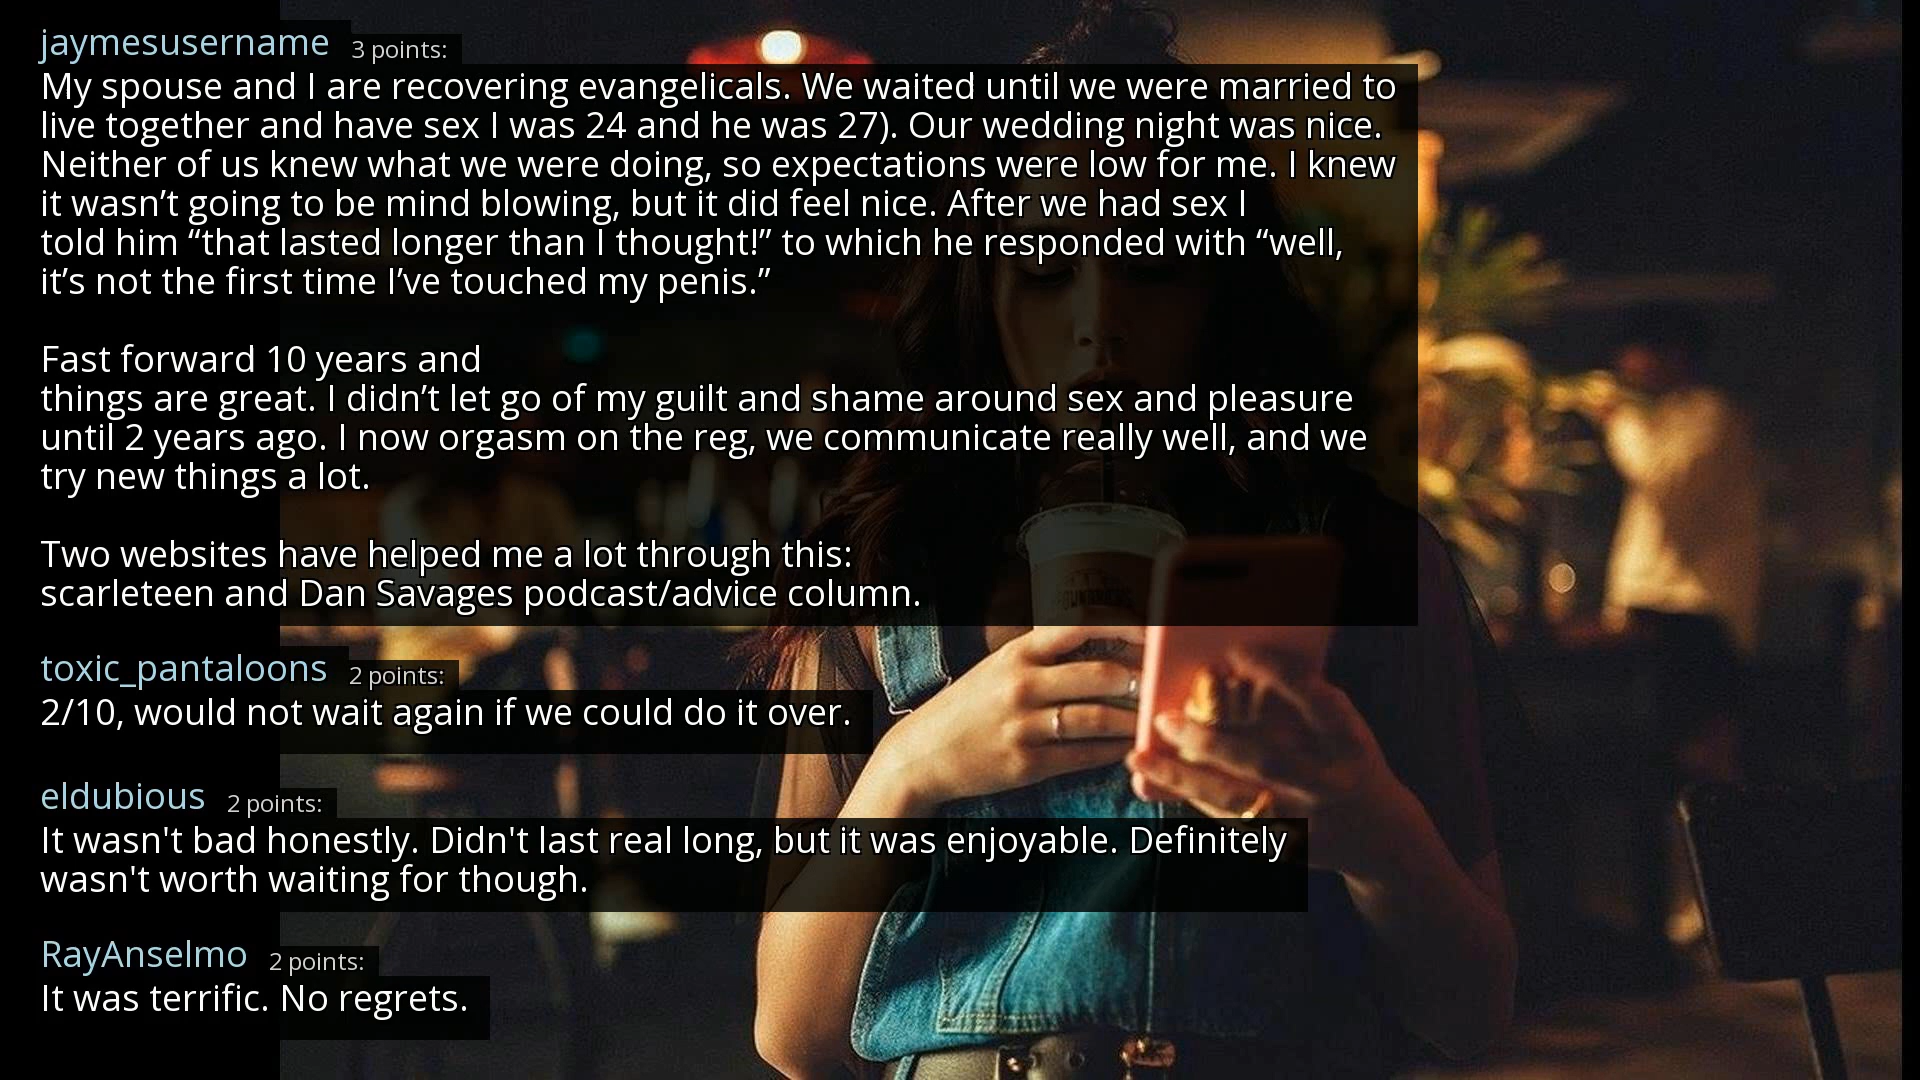 jaymesusername 3 points:
My spouse and I are recovering evangelicals. We waited until we were married to
live together and have sex I was 24 and he was 27). Our wedding night was nice.
Neither of us knew what we were doing, so expectations were low for me. I knew
it wasn’t going to be mind blowing, but it did feel nice. After we had sex I
told him “that lasted longer than I thought!” to which he responded with “well,
it’s not the first time I’ve touched my penis.”
Fast forward 10 years and
things are great. I didn’t let go of my guilt and shame around sex and pleasure
until 2 years ago. I now orgasm on the reg, we communicate really well, and we
try new things a lot.
Two websites have helped me a lot through this:
scarleteen and Dan Savages podcast/advice column.
toxic_pantaloons 2 points:
2/10, would not wait again if we could do it over.
eldubious 2 points:
It wasn't bad honestly. Didn't last real long, but it was enjoyable. Definitely
wasn't worth waiting for though.
RayAnselmo 2 points:
It was terrific. No regrets.